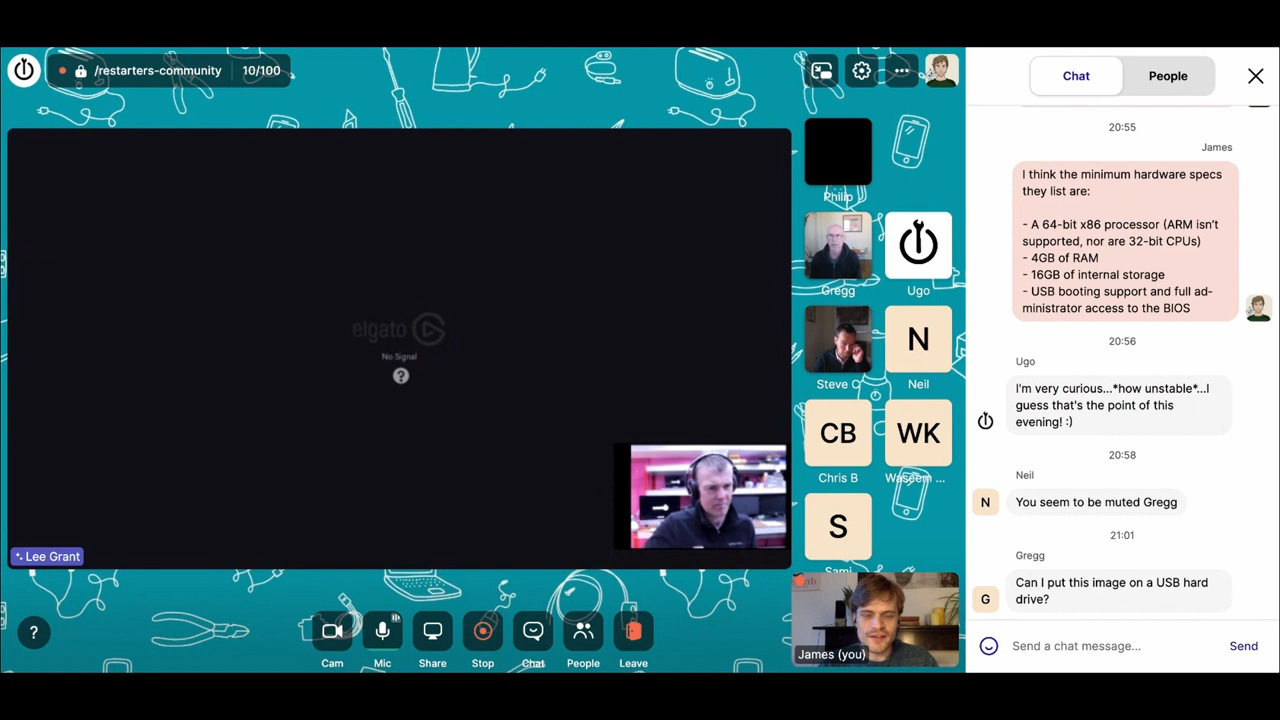 /restarters-community 10/100
Chat People
20:55
James
I think the minimum hardware specs
they list are:
- A 64-bit x86 processor (ARM isn't
supported, nor are 32-bit CPUs)
- 4GB of RAM
- 16GB of internal storage
- USB booting support and full ad-
ministrator access to the BIOS
20:56
Ugo
I'm very curious...*how unstable*...I
guess that's the point of this
evening! :)
20:58
Neil
N
You seem to be muted Gregg
21:01
Gregg
G
Can I put this image on a USB hard
drive?
Send a chat message... Send
elgato
No Signal
?
Lee Grant
Philip
Gregg
Ugo
Steve C
N
Neil
CB
Chris B
WK
Waseem ...
S
Sami
James (you)
?
Cam Mic Share Stop Chat People Leave